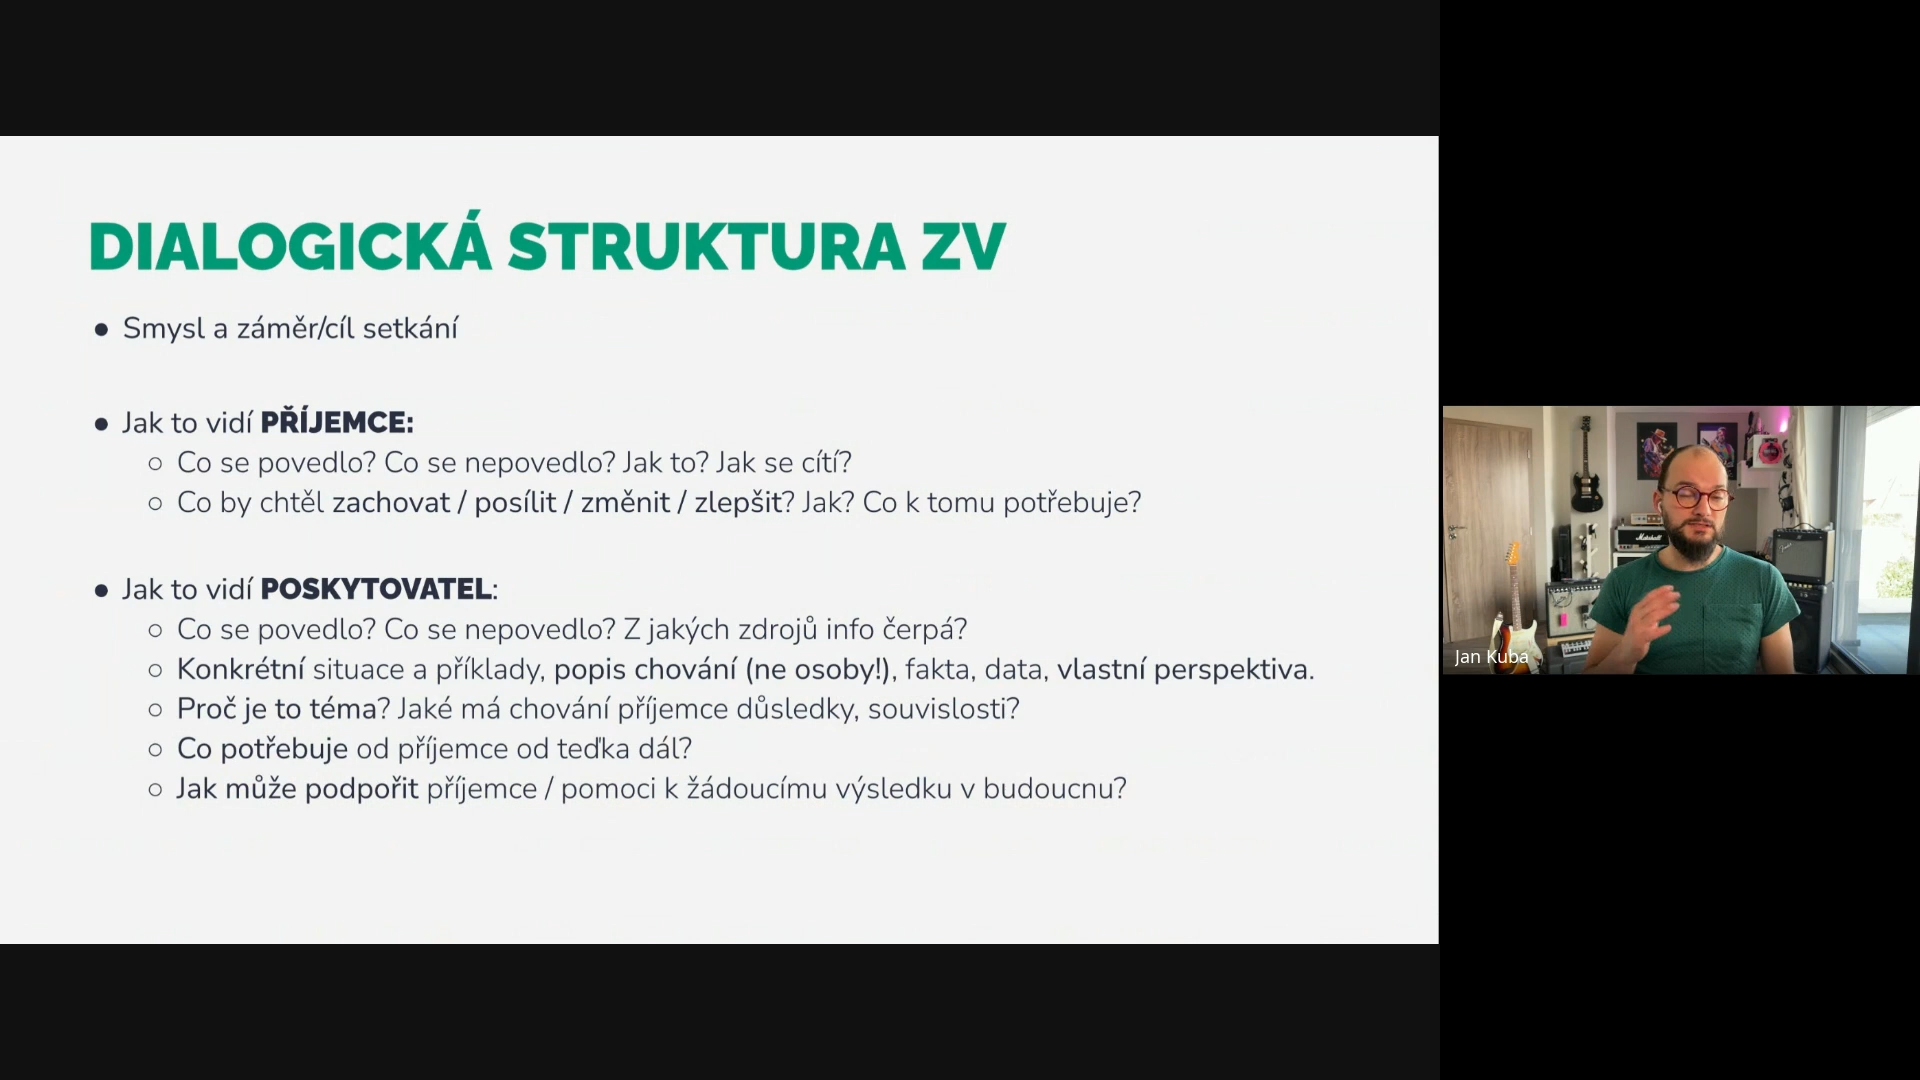 DIALOGICKÁ STRUKTURA ZV
● Smysl a záměr/cíl setkání
● Jak to vidí PŘÍJEMCE:
○ Co se povedlo? Co se nepovedlo? Jak to? Jak se cítí?
○ Co by chtěl zachovat / posílit / změnit / zlepšit? Jak? Co k tomu potřebuje?
● Jak to vidí POSKYTOVATEL:
○ Co se povedlo? Co se nepovedlo? Z jakých zdrojů info čerpá?
○ Konkrétní situace a příklady, popis chování (ne osoby!), fakta, data, vlastní perspektiva.
○ Proč je to téma? Jaké má chování příjemce důsledky, souvislosti?
○ Co potřebuje od příjemce od teďka dál?
○ Jak může podpořit příjemce / pomoci k žádoucímu výsledku v budoucnu?
Marshall
Fender
Jan Kuba